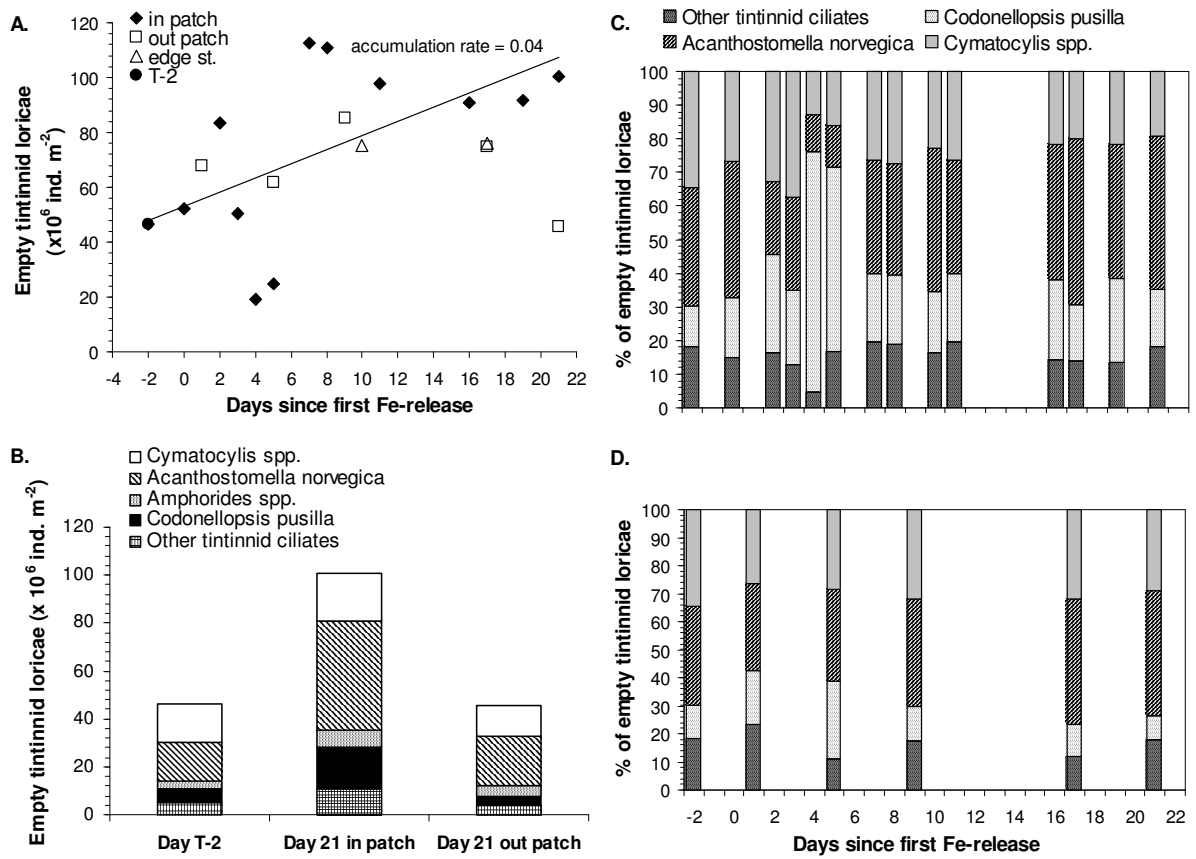 A.
in patch
out patch
edge st.
T-2
accumulation rate = 0.04
Empty tintinnid loricae
(x10⁶ ind. m⁻²)
120
100
80
60
40
20
0
-4 -2 0 2 4 6 8 10 12 14 16 18 20 22
Days since first Fe-release
B.
Cymatocylis spp.
Acanthostomella norvegica
Amphorides spp.
Codonellopsis pusilla
Other tintinnid ciliates
Empty tintinnid loricae (x 10⁶ ind. m⁻²)
120
100
80
60
40
20
0
Day T-2 Day 21 in patch Day 21 out patch
C.
Other tintinnid ciliates Codonellopsis pusilla
Acanthostomella norvegica Cymatocylis spp.
% of empty tintinnid loricae
100
90
80
70
60
50
40
30
20
10
0
D.
% of empty tintinnid loricae
100
90
80
70
60
50
40
30
20
10
0
-2 0 2 4 6 8 10 12 14 16 18 20 22
Days since first Fe-release